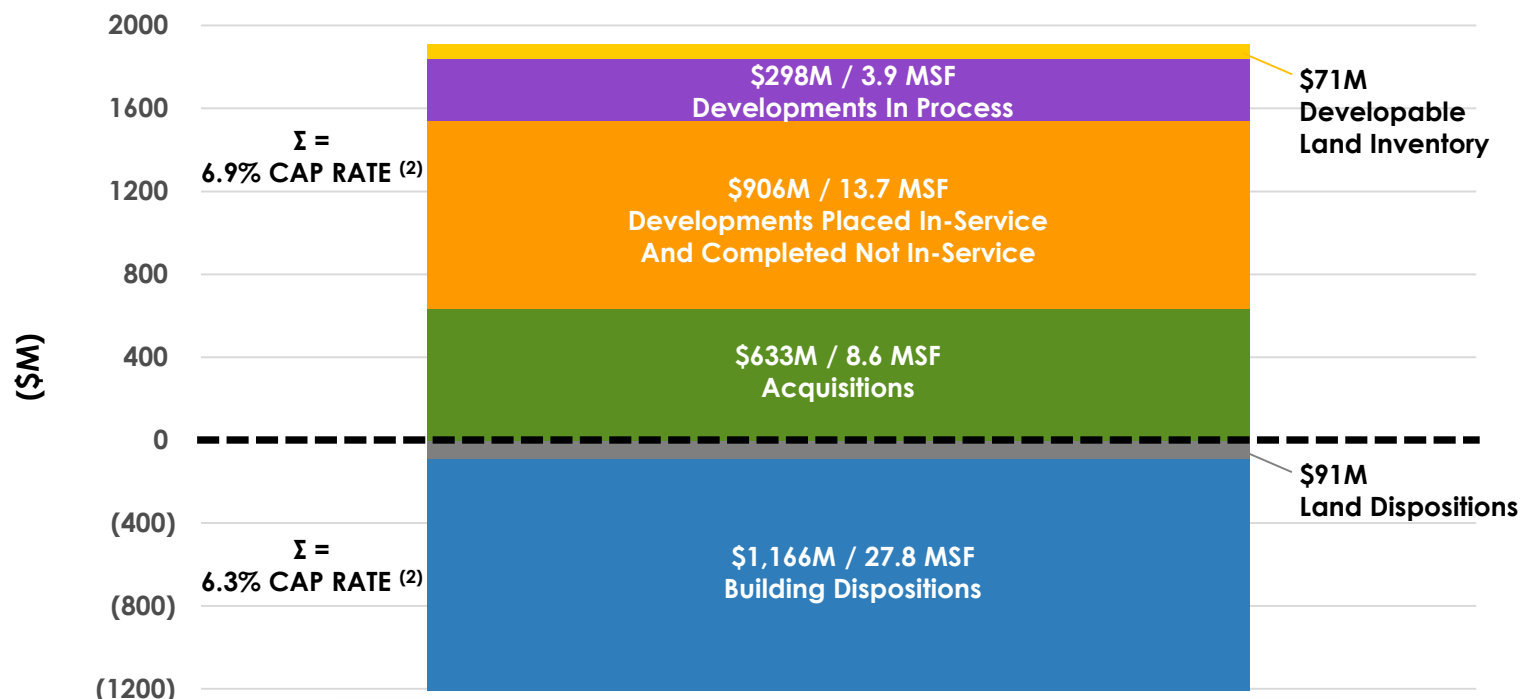 2000
$298M / 3.9 MSF
Developments In Process
$71M
Developable
Land Inventory
1600
Σ =
6.9% CAP RATE (2)
1200
$906M / 13.7 MSF
Developments Placed In-Service
And Completed Not In-Service
800
($M)
400
$633M / 8.6 MSF
Acquisitions
0
$91M
Land Dispositions
(400)
Σ =
6.3% CAP RATE (2)
$1,166M / 27.8 MSF
Building Dispositions
(800)
(1200)